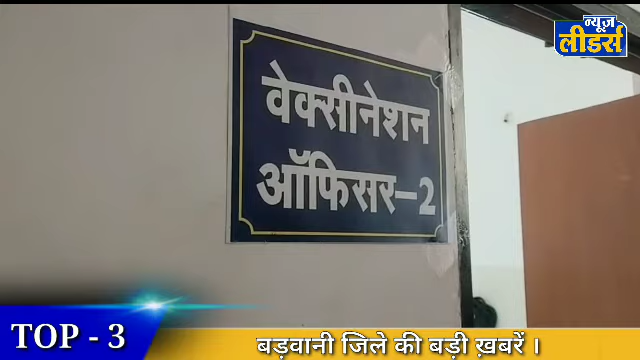 न्यूज़
लीडर्स
वेक्सीनेशन
ऑफिसर-2
TOP - 3
बड़वानी जिले की बड़ी ख़बरें ।